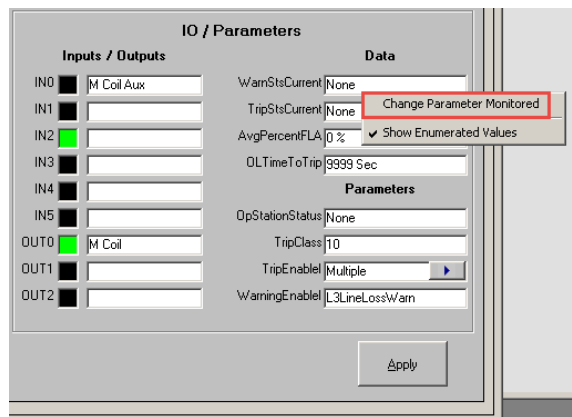 IO / Parameters
Inputs / Outputs
IN0 M Coil Aux
IN1
IN2
IN3
IN4
IN5
OUT0 M Coil
OUT1
OUT2
Data
WarnStsCurrent None
TripStsCurrent None
AvgPercentFLA 0 %
OLTimeToTrip 9999 Sec
Parameters
OpStationStatus None
TripClass 10
TripEnableI Multiple
WarningEnableI L3LineLossWarn
Change Parameter Monitored
Show Enumerated Values
Apply